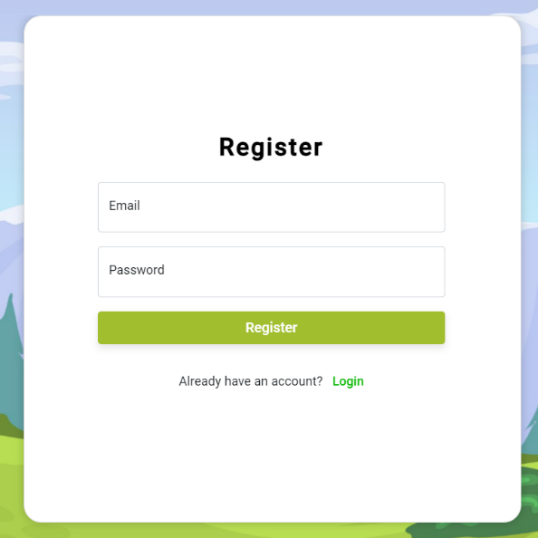 Register
Email
Password
Register
Already have an account? Login